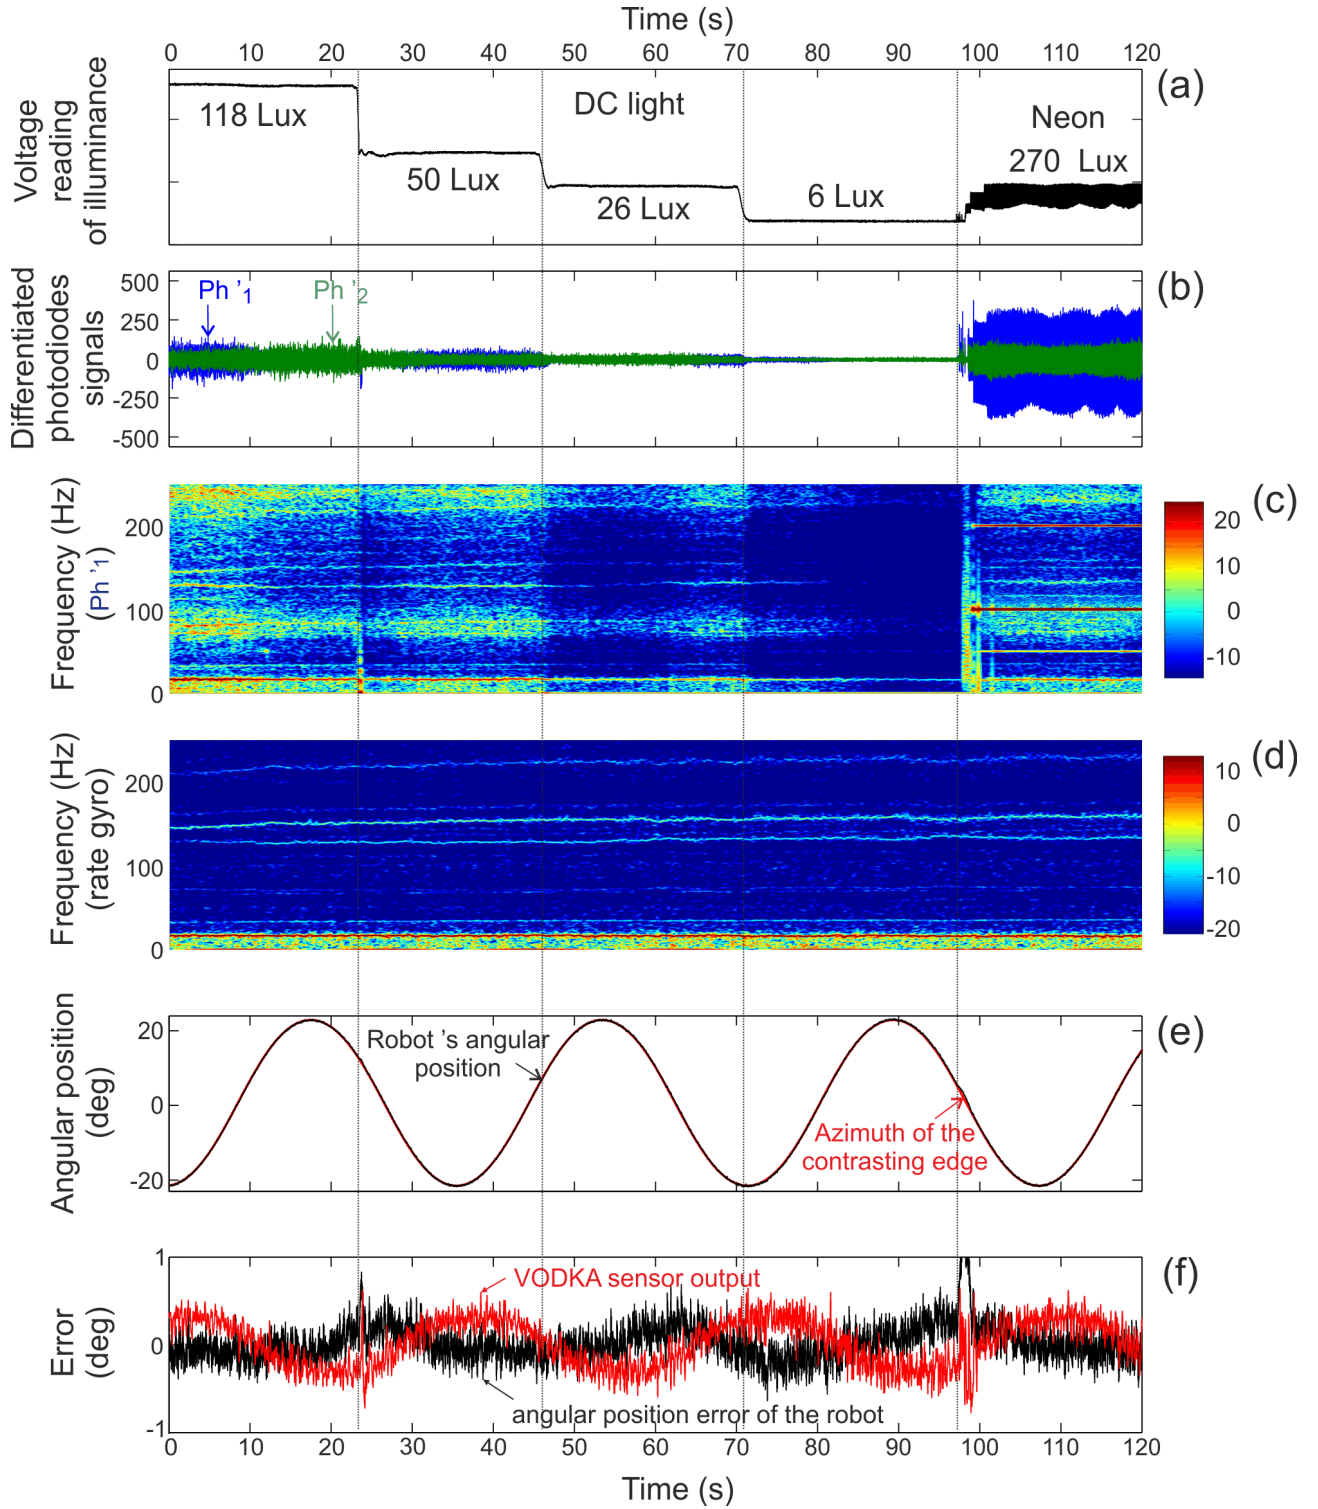 Time (s)
0 10 20 30 40 50 60 70 80 90 100 110 120
(a)
Voltage
reading
of illuminance
118 Lux
50 Lux
DC light
26 Lux
6 Lux
Neon
270 Lux
(b)
Differentiated
photodiodes
signals
500
250
0
-250
-500
Ph ’1
Ph ’2
(c)
Frequency (Hz)
(Ph ’1)
200
100
0
20
10
0
-10
(d)
Frequency (Hz)
(rate gyro)
200
100
0
10
0
-10
-20
(e)
Angular position
(deg)
20
0
-20
Robot ’s angular
position
Azimuth of the
contrasting edge
(f)
Error
(deg)
1
0
-1
VODKA sensor output
angular position error of the robot
0 10 20 30 40 50 60 70 80 90 100 110 120
Time (s)